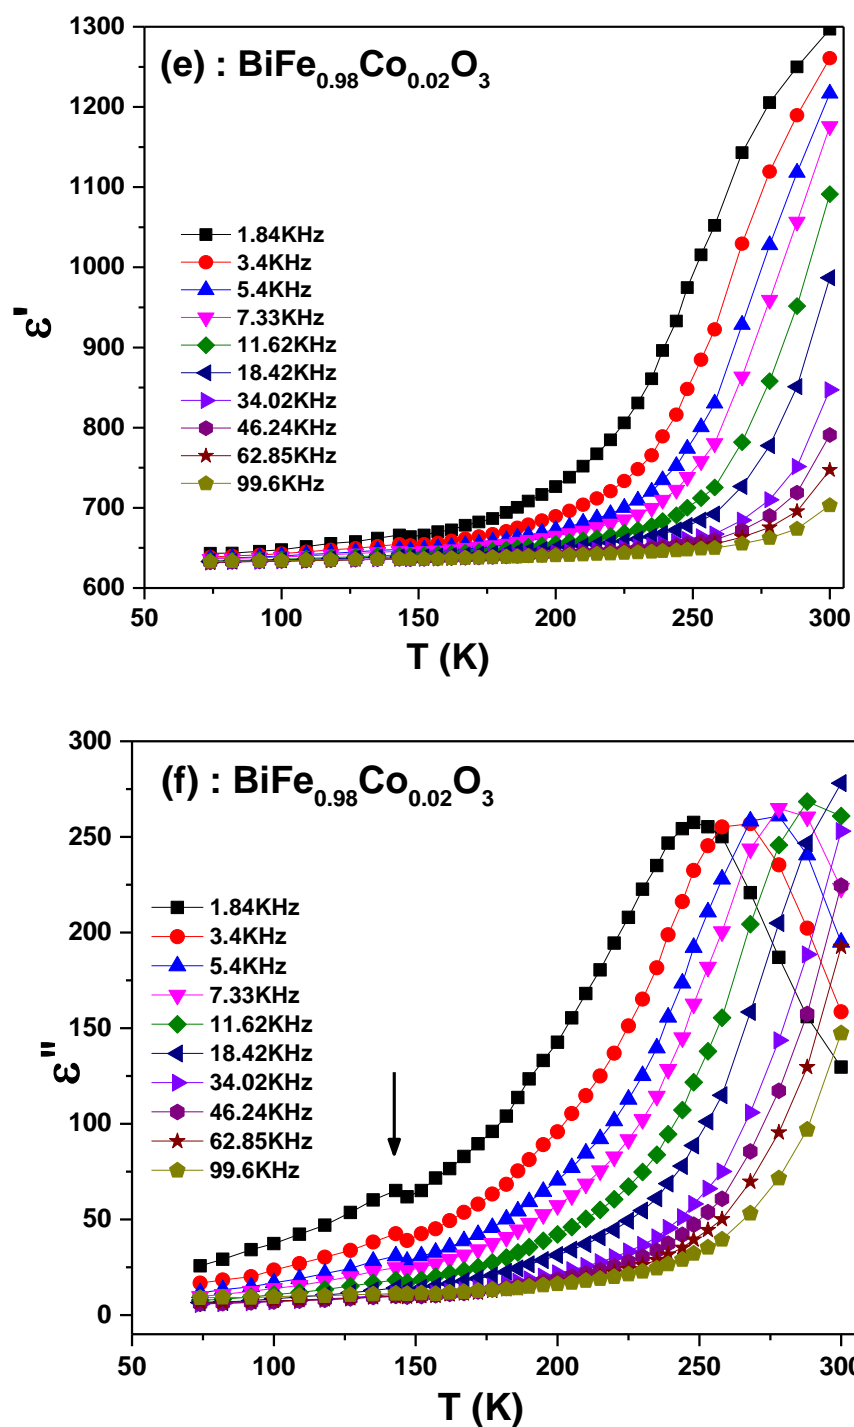 (e) : BiFe0.98Co0.02O3
1300
1200
1100
1000
900
800
700
600
ε'
1.84KHz
3.4KHz
5.4KHz
7.33KHz
11.62KHz
18.42KHz
34.02KHz
46.24KHz
62.85KHz
99.6KHz
50 100 150 200 250 300
T (K)
(f) : BiFe0.98Co0.02O3
300
250
200
150
100
50
0
ε"
1.84KHz
3.4KHz
5.4KHz
7.33KHz
11.62KHz
18.42KHz
34.02KHz
46.24KHz
62.85KHz
99.6KHz
50 100 150 200 250 300
T (K)